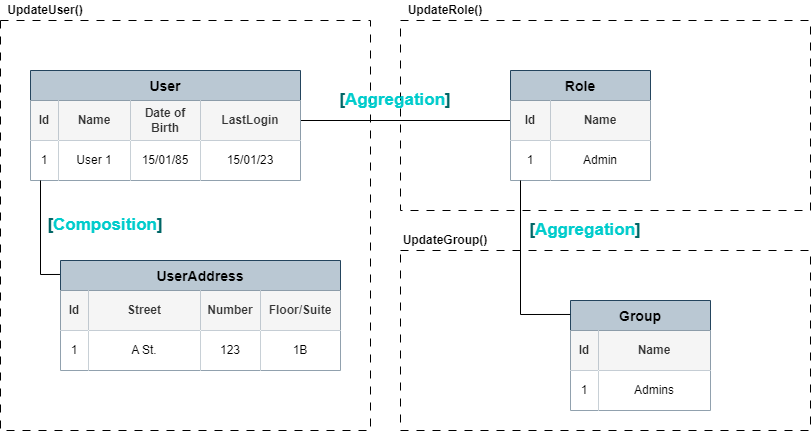 UpdateUser()
User
Id Name Date of Birth LastLogin
1 User 1 15/01/85 15/01/23
[Composition]
UserAddress
Id Street Number Floor/Suite
1 A St. 123 1B
[Aggregation]
UpdateRole()
Role
Id Name
1 Admin
[Aggregation]
UpdateGroup()
Group
Id Name
1 Admins